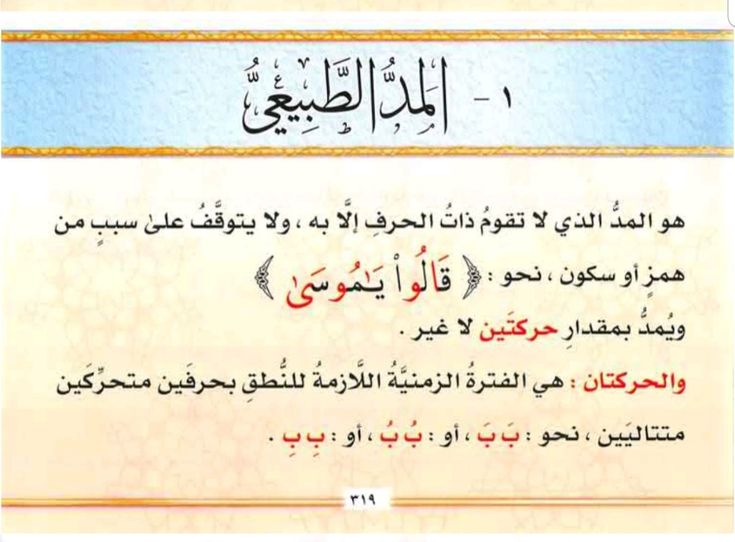 ١ - المَدُّ الطَّبِيعيُّ
هو المدُّ الذي لا تقومُ ذاتُ الحرفِ إلَّا به ، ولا يتوقَّفُ علىٰ سببٍ من
همزٍ أو سكون ، نحو : ﴿ قَالُواْ يَٰمُوسَىٰ ﴾
ويُمدُّ بمقدارِ حركتَين لا غير .
والحركتان : هي الفترةُ الزمنيَّةُ اللَّازمةُ للنُّطقِ بحرفَين متحرِّكَين
متتاليَين ، نحو : بَ بَ ، أو : بُ بُ ، أو : بِ بِ .
٣١٩